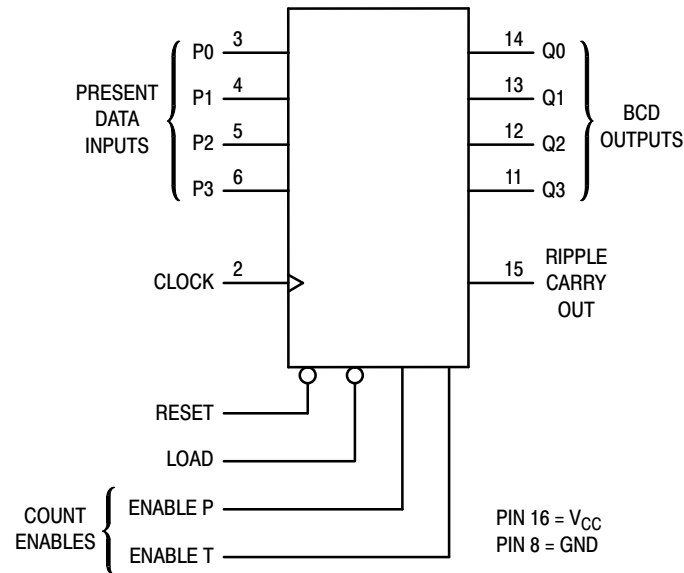 PRESENT
DATA
INPUTS
P0 3
P1 4
P2 5
P3 6
14 Q0
13 Q1
12 Q2
11 Q3
BCD
OUTPUTS
CLOCK 2
15 RIPPLE
CARRY
OUT
RESET
LOAD
COUNT
ENABLES
ENABLE P
ENABLE T
PIN 16 = VCC
PIN 8 = GND